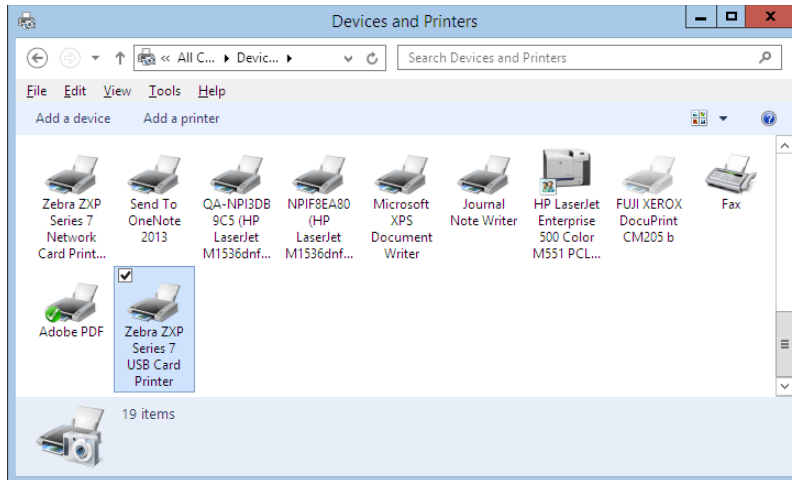 Devices and Printers
« All C... ▸ Devic... ▸
Search Devices and Printers
File Edit View Tools Help
Add a device Add a printer
Zebra ZXP
Series 7
Network
Card Print...
Send To
OneNote
2013
QA-NPI3DB
9C5 (HP
LaserJet
M1536dnf...
NPIF8EA80
(HP
LaserJet
M1536dnf...
Microsoft
XPS
Document
Writer
Journal
Note Writer
HP LaserJet
Enterprise
500 Color
M551 PCL...
FUJI XEROX
DocuPrint
CM205 b
Fax
Adobe PDF
Zebra ZXP
Series 7
USB Card
Printer
19 items